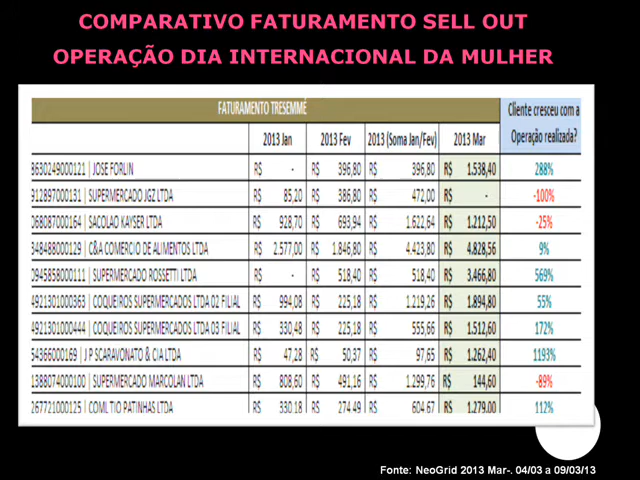 COMPARATIVO FATURAMENTO SELL OUT
OPERAÇÃO DIA INTERNACIONAL DA MULHER
FATURAMENTO TRESEMMÉ
Cliente cresceu com a
Operação realizada?
2013 Jan 2013 Fev 2013 (Soma Jan/Fev) 2013 Mar
8630249000121 | JOSE FORLIN R$ - R$ 396,80 R$ 396,80 R$ 1.538,40 288%
912897000131 | SUPERMERCADO JGZ LTDA R$ 85,20 R$ 386,80 R$ 472,00 R$ - -100%
068087000164 | SACOLAO KAYSER LTDA R$ 928,70 R$ 693,94 R$ 1.622,64 R$ 1.212,50 -25%
348488000129 | C&A COMERCIO DE ALIMENTOS LTDA R$ 2.577,00 R$ 1.846,80 R$ 4.423,80 R$ 4.828,56 9%
0945858000111 | SUPERMERCADO ROSSETTI LTDA R$ - R$ 518,40 R$ 518,40 R$ 3.466,80 569%
4921301000363 | COQUEIROS SUPERMERCADOS LTDA 02 FILIAL R$ 994,08 R$ 225,18 R$ 1.219,26 R$ 1.894,80 55%
4921301000444 | COQUEIROS SUPERMERCADOS LTDA 03 FILIAL R$ 330,48 R$ 225,18 R$ 555,66 R$ 1.512,60 172%
54366000169 | J P SCARAVONATO & CIA LTDA R$ 47,28 R$ 50,37 R$ 97,65 R$ 1.262,40 1193%
1388074000100 | SUPERMERCADO MARCOLAN LTDA R$ 808,60 R$ 491,16 R$ 1.299,76 R$ 144,60 -89%
267721000125 | COML TIO PATINHAS LTDA R$ 330,18 R$ 274,49 R$ 604,67 R$ 1.279,00 112%
Fonte: NeoGrid 2013 Mar-. 04/03 a 09/03/13